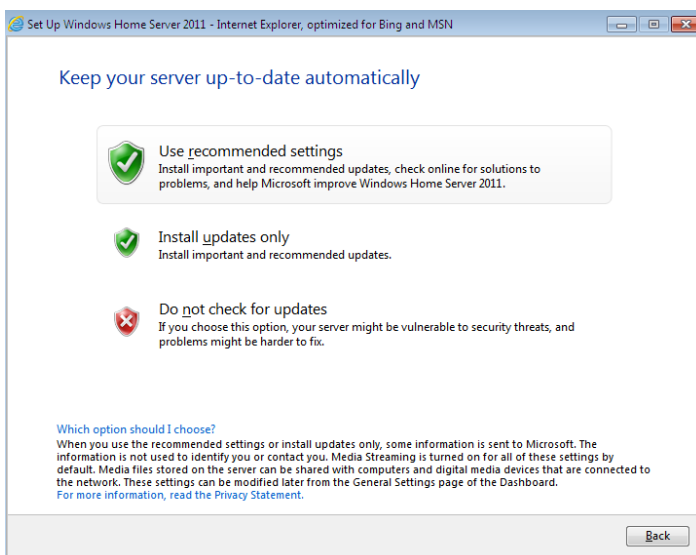 Set Up Windows Home Server 2011 - Internet Explorer, optimized for Bing and MSN
Keep your server up-to-date automatically
Use recommended settings
Install important and recommended updates, check online for solutions to
problems, and help Microsoft improve Windows Home Server 2011.
Install updates only
Install important and recommended updates.
Do not check for updates
If you choose this option, your server might be vulnerable to security threats, and
problems might be harder to fix.
Which option should I choose?
When you use the recommended settings or install updates only, some information is sent to Microsoft. The
information is not used to identify you or contact you. Media Streaming is turned on for all of these settings by
default. Media files stored on the server can be shared with computers and digital media devices that are connected to
the network. These settings can be modified later from the General Settings page of the Dashboard.
For more information, read the Privacy Statement.
Back